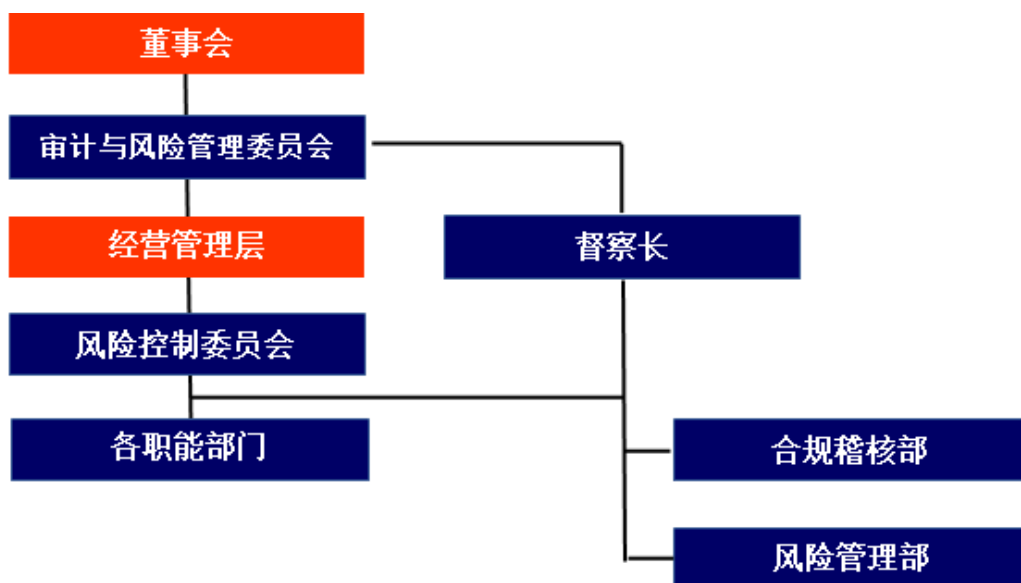 董事会
审计与风险管理委员会
经营管理层
督察长
风险控制委员会
各职能部门
合规稽核部
风险管理部